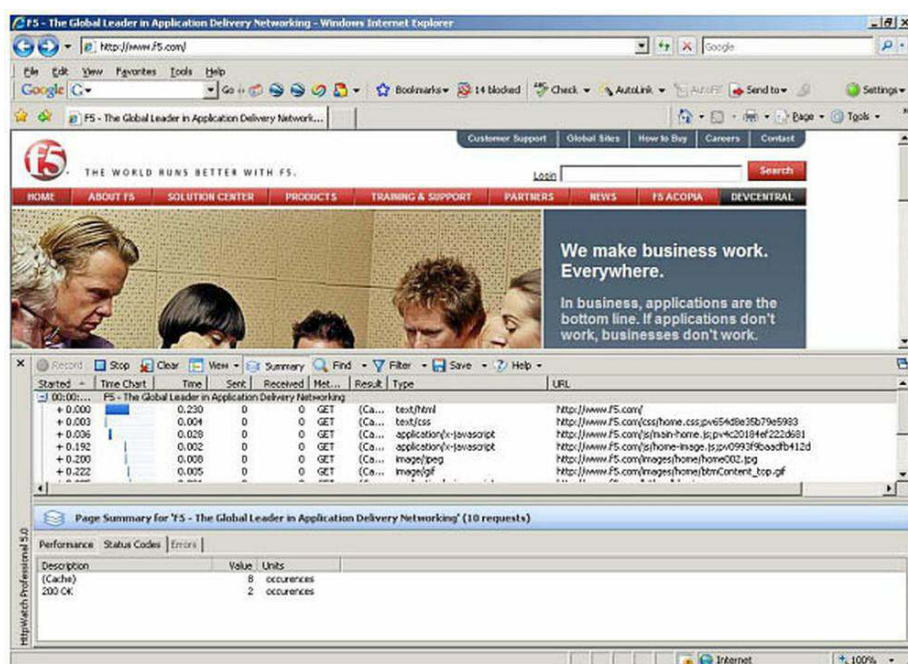 F5 - The Global Leader in Application Delivery Networking - Windows Internet Explorer
http://www.f5.com/
Google
File Edit View Favorites Tools Help
Google G Go Bookmarks 14 blocked Check AutoLink AutoFill Send to Settings
F5 - The Global Leader in Application Delivery Network... Page Tools
Customer Support Global Sites How to Buy Careers Contact
f5 THE WORLD RUNS BETTER WITH F5. Login Search
HOME ABOUT F5 SOLUTION CENTER PRODUCTS TRAINING & SUPPORT PARTNERS NEWS F5 ACOPIA DEVCENTRAL
We make business work.
Everywhere.
In business, applications are the
bottom line. If applications don't
work, businesses don't work.
Record Stop Clear View Summary Find Filter Save Help
Started Time Chart Time Sent Received Met... Result Type URL
00:00:... F5 - The Global Leader in Application Delivery Networking
+ 0.000 0.230 0 0 GET (Ca... text/html http://www.f5.com/
+ 0.003 0.004 0 0 GET (Ca... text/css
+ 0.036 0.028 0 0 GET (Ca... application/x-javascript
+ 0.192 0.002 0 0 GET (Ca... application/x-javascript
+ 0.200 0.008 0 0 GET (Ca... image/jpeg http://www.f5.com/images/home/home002.jpg
+ 0.222 0.005 0 0 GET (Ca... image/gif http://www.f5.com/images/home/btmContent_top.gif
Page Summary for 'F5 - The Global Leader in Application Delivery Networking' (10 requests)
Performance Status Codes Errors
Description Value Units
(Cache) 8 occurences
200 OK 2 occurences
HttpWatch Professional 5.0
Internet 100%